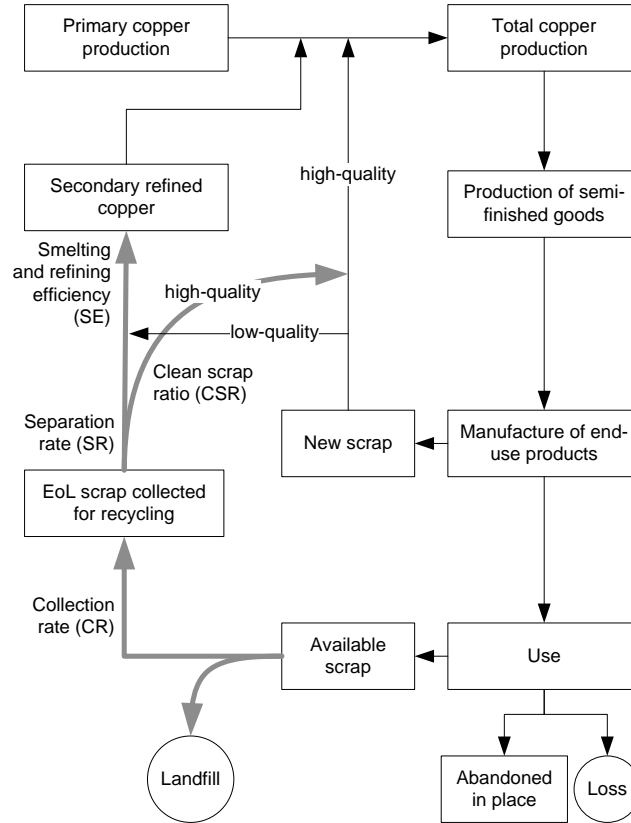 Primary copper
production
Total copper
production
high-quality
Secondary refined
copper
Production of semi-
finished goods
Smelting
and refining
efficiency
(SE)
high-quality
low-quality
Clean scrap
ratio (CSR)
Separation
rate (SR)
New scrap
Manufacture of end-
use products
EoL scrap collected
for recycling
Collection
rate (CR)
Available
scrap
Use
Landfill
Abandoned
in place
Loss